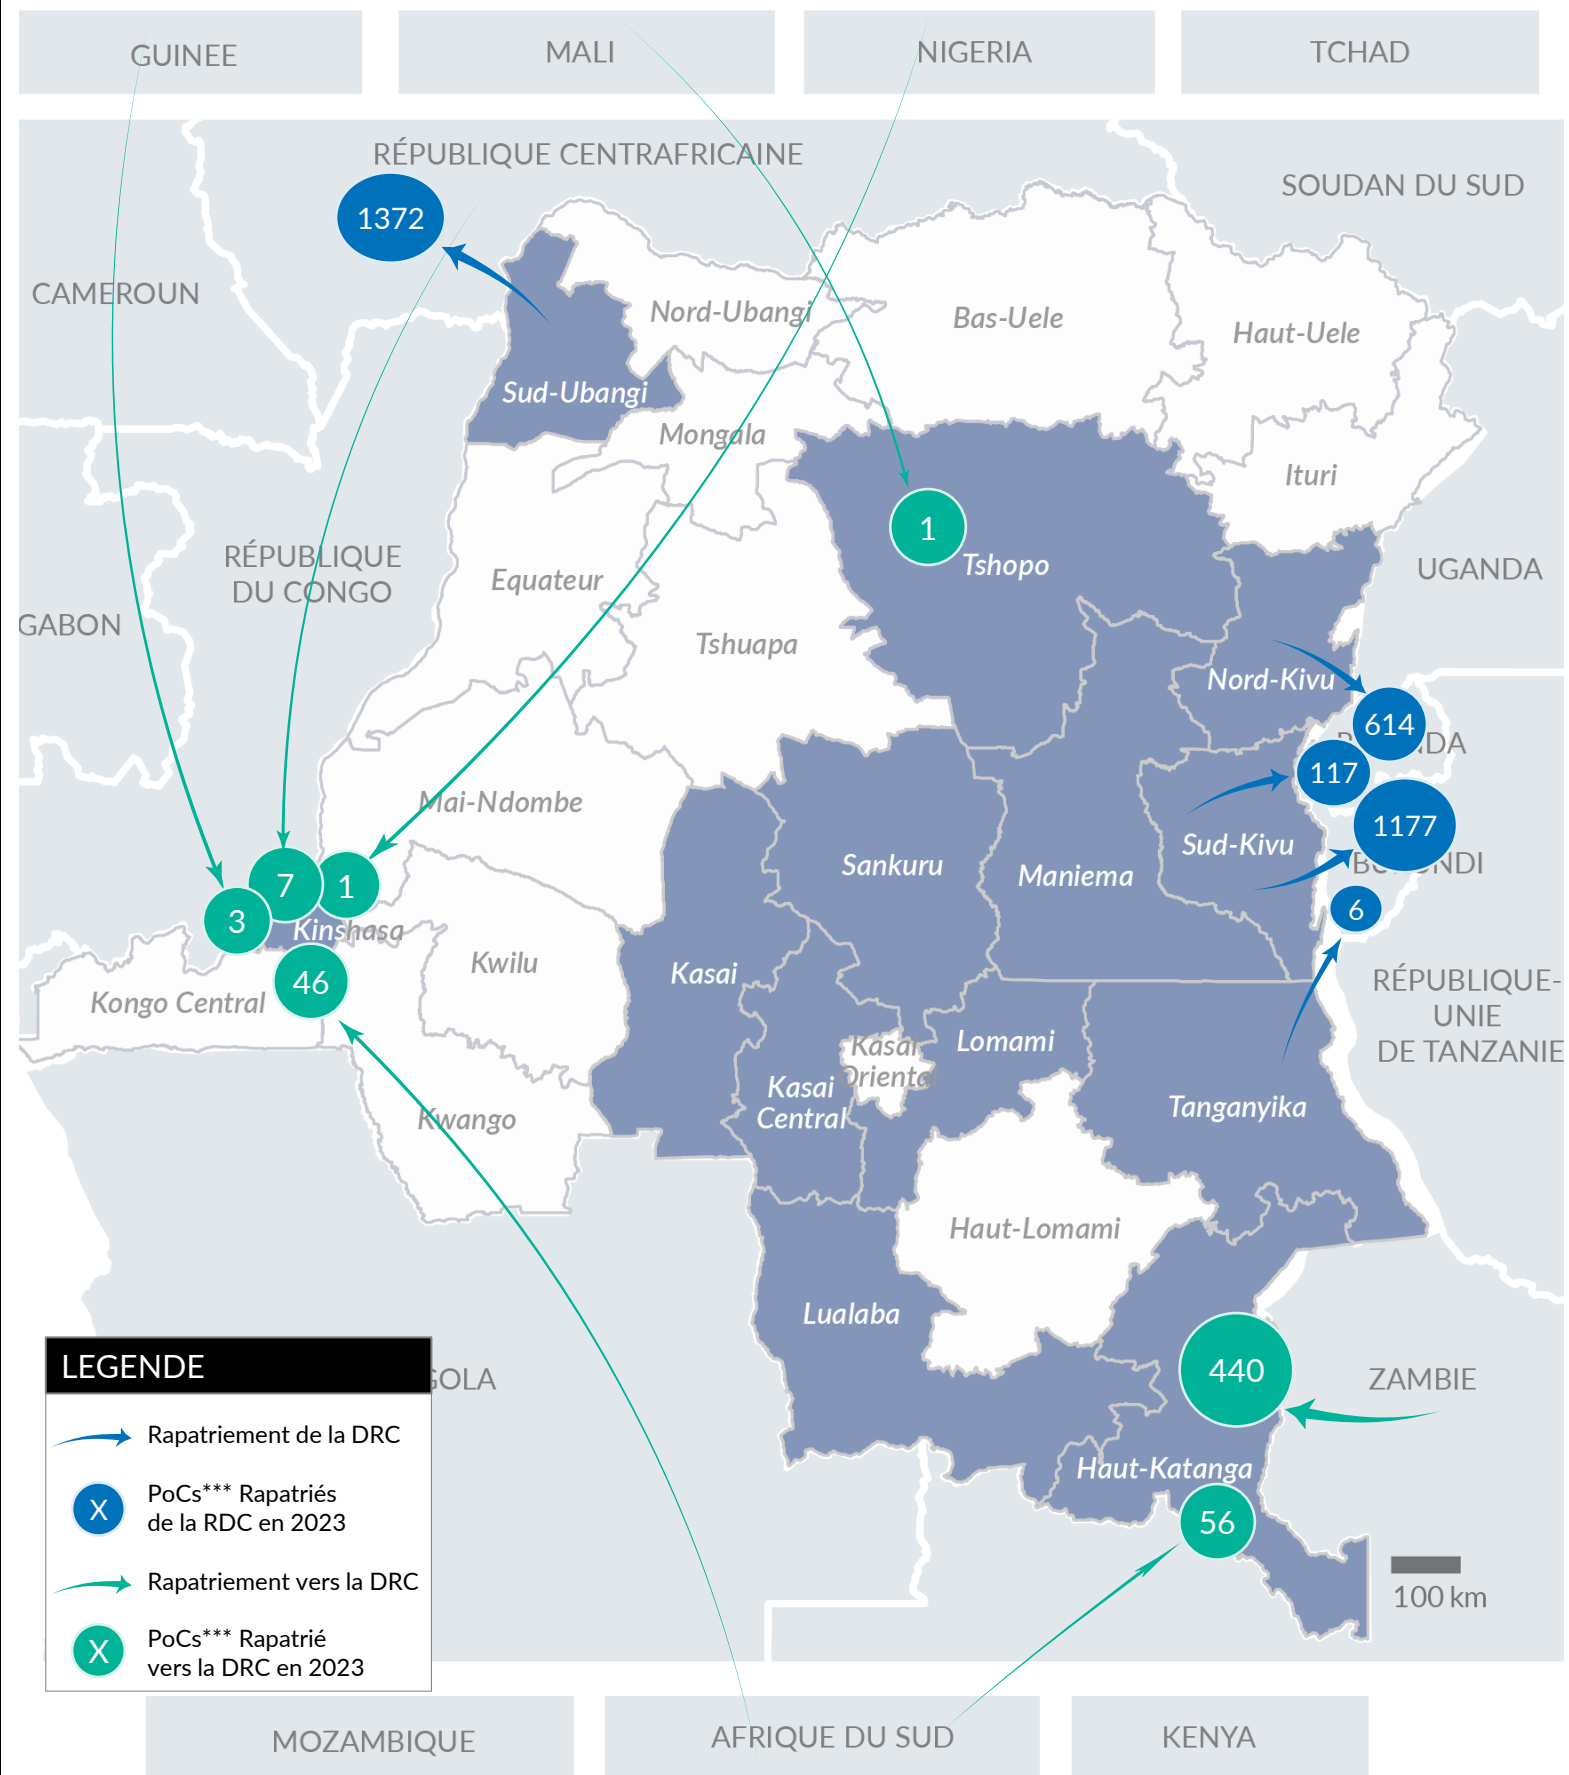 GUINEE
MALI
NIGERIA
TCHAD
RÉPUBLIQUE CENTRAFRICAINE
SOUDAN DU SUD
1372
CAMEROUN
Nord-Ubangi
Bas-Uele
Haut-Uele
Sud-Ubangi
Mongala
Ituri
1
Tshopo
RÉPUBLIQUE
DU CONGO
Equateur
UGANDA
GABON
Tshuapa
Nord-Kivu
614
DA
117
Mai-Ndombe
1177
Sankuru
Sud-Kivu
Maniema
BURUNDI
7
1
3
6
Kinshasa
Kwilu
Kasai
46
Kongo Central
RÉPUBLIQUE-
UNIE
DE TANZANIE
Lomami
Kasai
Oriental
Kasai
Central
Tanganyika
Kwango
Haut-Lomami
Lualaba
440
ZAMBIE
GOLA
Haut-Katanga
56
100 km
LEGENDE
Rapatriement de la DRC
X
PoCs*** Rapatriés
de la RDC en 2023
Rapatriement vers la DRC
X
PoCs*** Rapatrié
vers la DRC en 2023
MOZAMBIQUE
AFRIQUE DU SUD
KENYA